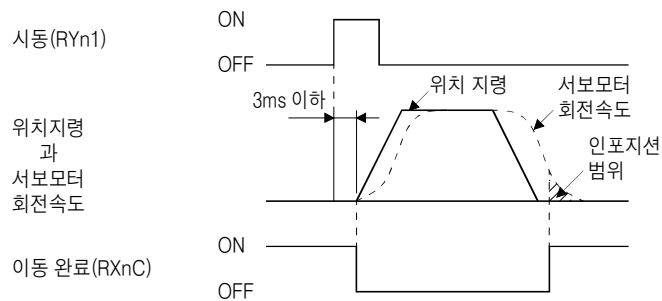 시동(RYn1)
ON
OFF
3ms 이하
위치 지령
서보모터
회전속도
인포지션
범위
위치지령
과
서보모터
회전속도
이동 완료(RXnC)
ON
OFF